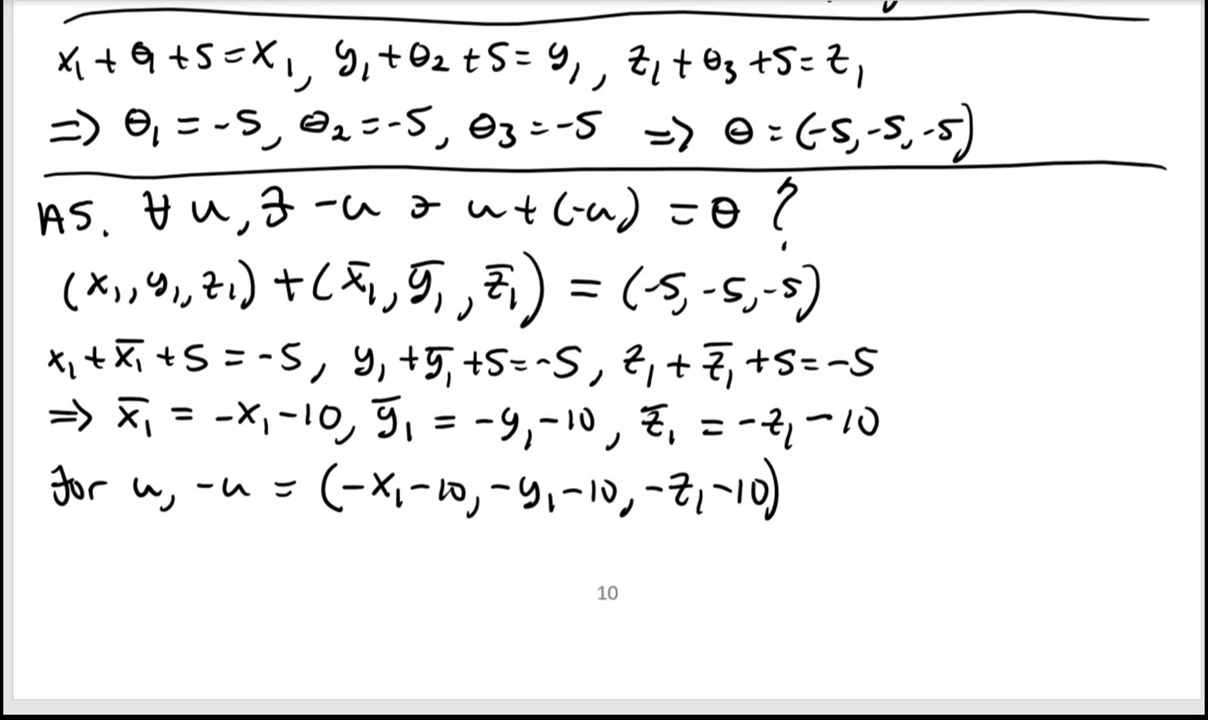 x₁ + θ₁ + 5 = x₁, y₁ + θ₂ + 5 = y₁, z₁ + θ₃ + 5 = z₁
⇒ θ₁ = -5, θ₂ = -5, θ₃ = -5 ⇒ θ = (-5, -5, -5)
A5. ∀ u, ∃ -u ∋ u + (-u) = θ ?
(x₁, y₁, z₁) + (x̅₁, y̅₁, z̅₁) = (-5, -5, -5)
x₁ + x̅₁ + 5 = -5, y₁ + y̅₁ + 5 = -5, z₁ + z̅₁ + 5 = -5
⇒ x̅₁ = -x₁ - 10, y̅₁ = -y₁ - 10, z̅₁ = -z₁ - 10
for u, -u = (-x₁ - 10, -y₁ - 10, -z₁ - 10)
10